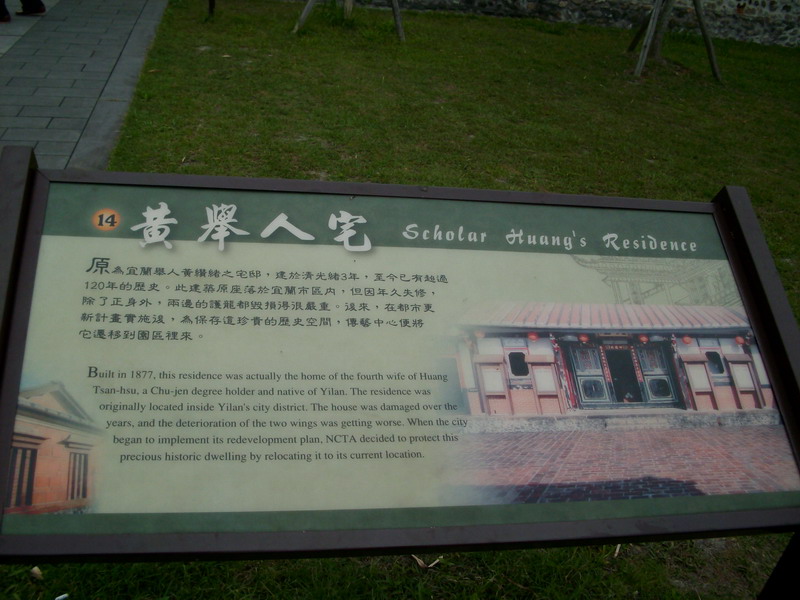 14 黃舉人宅 Scholar Huang's Residence
原為宜蘭舉人黃纘緒之宅邸，建於清光緒3年，至今已有超過
120年的歷史。此建築原座落於宜蘭市區內，但因年久失修，
除了正身外，兩邊的護龍都毀損得很嚴重。後來，在都市更
新計畫實施後，為保存這珍貴的歷史空間，傳藝中心便將
它遷移到園區裡來。
Built in 1877, this residence was actually the home of the fourth wife of Huang
Tsan-hsu, a Chu-jen degree holder and native of Yilan. The residence was
originally located inside Yilan's city district. The house was damaged over the
years, and the deterioration of the two wings was getting worse. When the city
began to implement its redevelopment plan, NCTA decided to protect this
precious historic dwelling by relocating it to its current location.